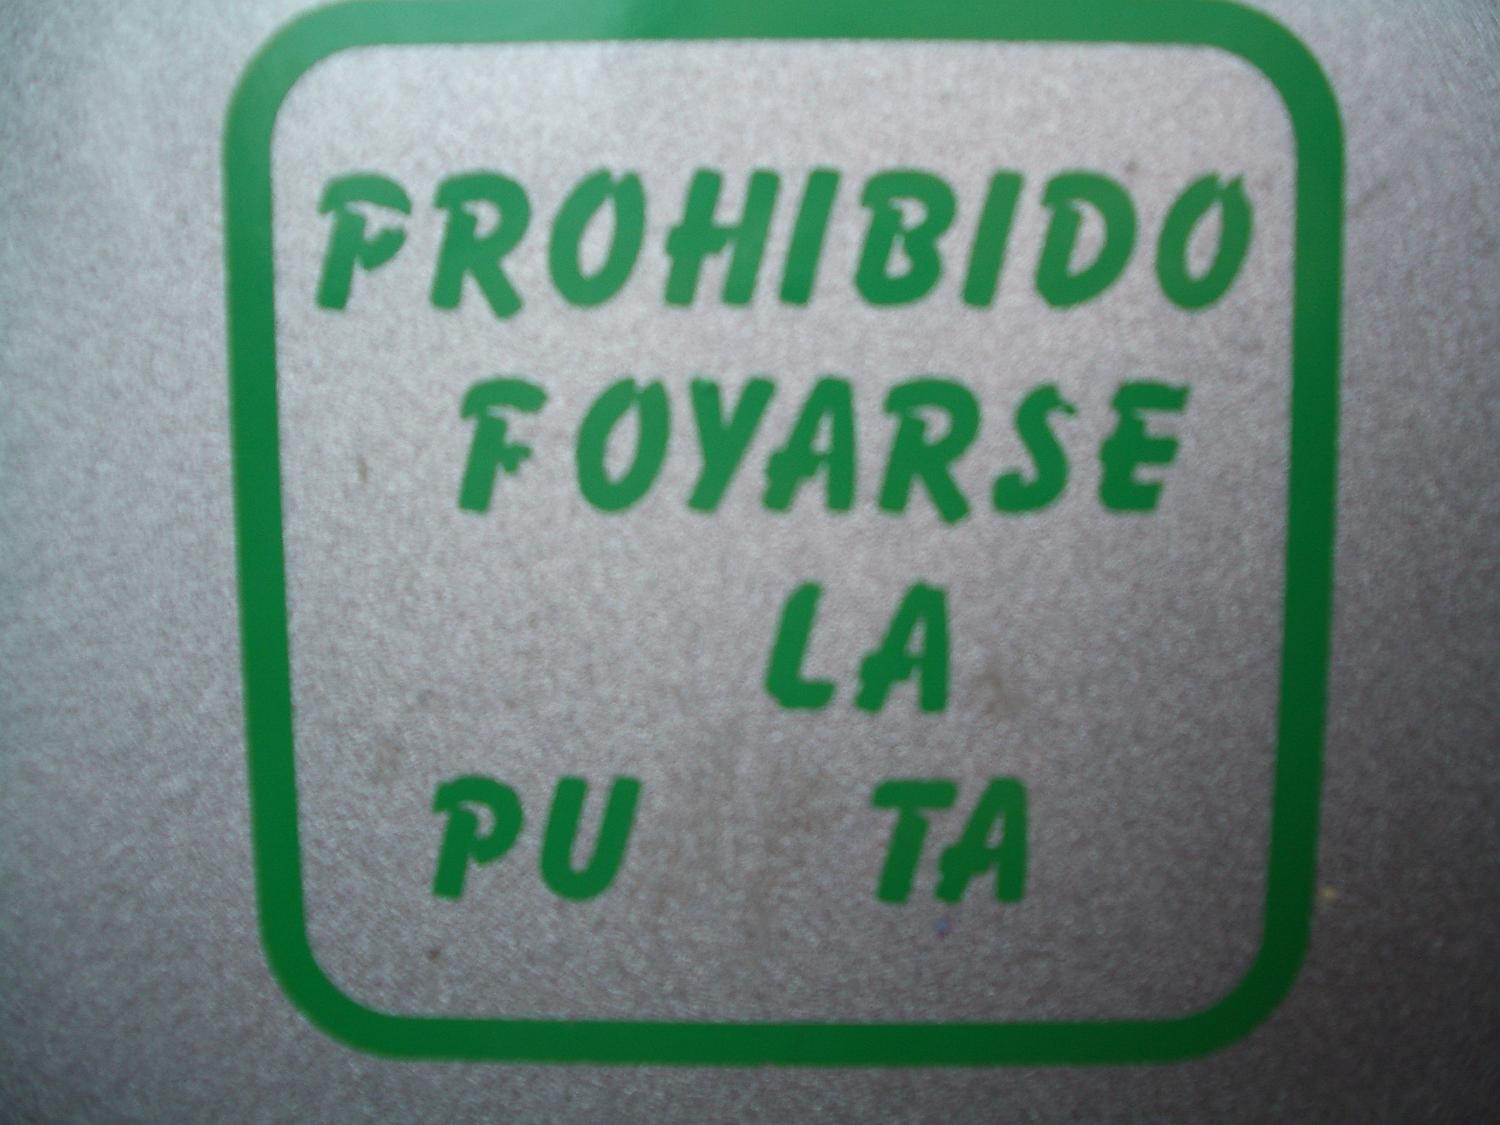 PROHIBIDO
FOYARSE
LA
PU TA